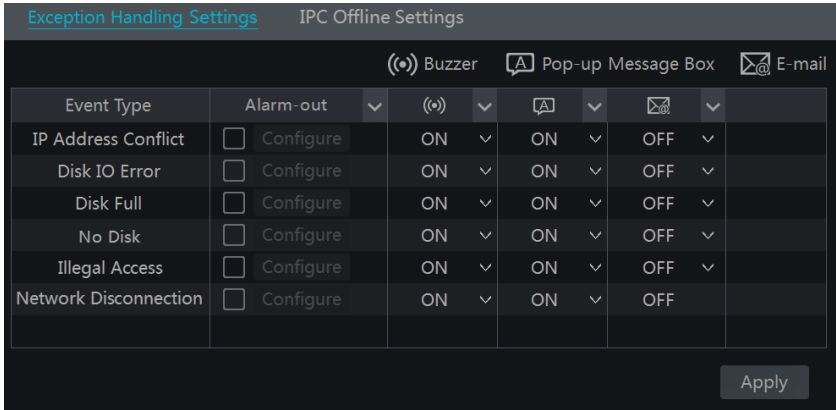 Exception Handling Settings IPC Offline Settings
Buzzer A Pop-up Message Box @ E-mail
Event Type Alarm-out A @
IP Address Conflict Configure ON ON OFF
Disk IO Error Configure ON ON OFF
Disk Full Configure ON ON OFF
No Disk Configure ON ON OFF
Illegal Access Configure ON ON OFF
Network Disconnection Configure ON ON OFF
Apply